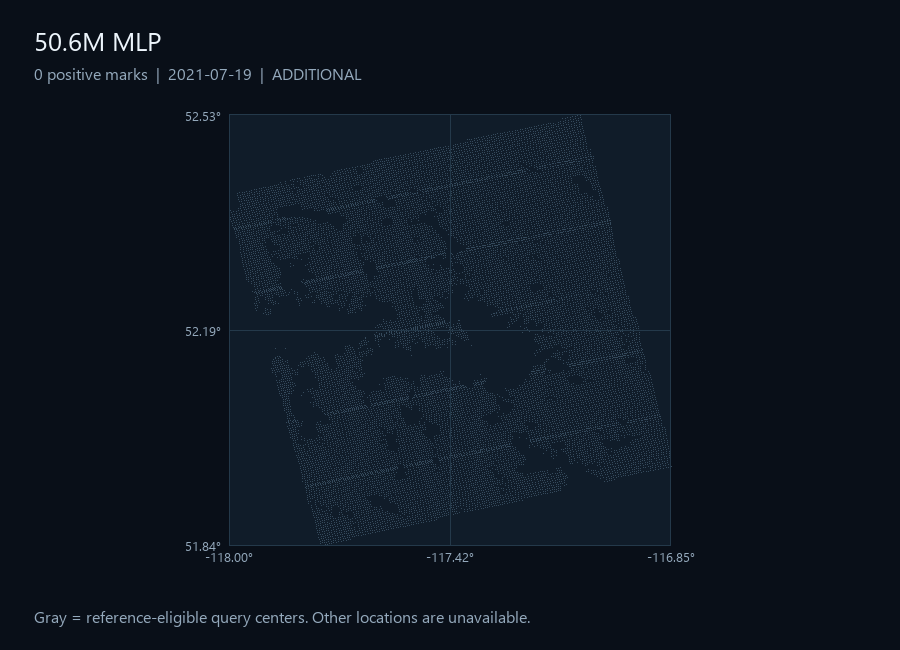 50.6M MLP
0 positive marks | 2021-07-19 | ADDITIONAL
52.53°
52.19°
51.84°
-118.00°
-117.42°
-116.85°
Gray = reference-eligible query centers. Other locations are unavailable.